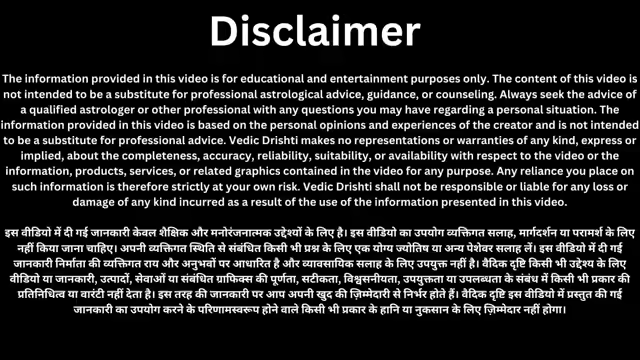 Disclaimer
The information provided in this video is for educational and entertainment purposes only. The content of this video is
not intended to be a substitute for professional astrological advice, guidance, or counseling. Always seek the advice of
a qualified astrologer or other professional with any questions you may have regarding a personal situation. The
information provided in this video is based on the personal opinions and experiences of the creator and is not intended
to be a substitute for professional advice. Vedic Drishti makes no representations or warranties of any kind, express or
implied, about the completeness, accuracy, reliability, suitability, or availability with respect to the video or the
information, products, services, or related graphics contained in the video for any purpose. Any reliance you place on
such information is therefore strictly at your own risk. Vedic Drishti shall not be responsible or liable for any loss or
damage of any kind incurred as a result of the use of the information presented in this video.
इस वीडियो में दी गई जानकारी केवल शैक्षिक और मनोरंजनात्मक उद्देश्यों के लिए है। इस वीडियो का उपयोग व्यक्तिगत सलाह, मार्गदर्शन या परामर्श के लिए
नहीं किया जाना चाहिए। अपनी व्यक्तिगत स्थिति से संबंधित किसी भी प्रश्न के लिए एक योग्य ज्योतिष या अन्य पेशेवर सलाह लें। इस वीडियो में दी गई
जानकारी निर्माता की व्यक्तिगत राय और अनुभवों पर आधारित है और व्यावसायिक सलाह के लिए उपयुक्त नहीं है। वैदिक दृष्टि किसी भी उद्देश्य के लिए
वीडियो या जानकारी, उत्पादों, सेवाओं या संबंधित ग्राफिक्स की पूर्णता, सटीकता, विश्वसनीयता, उपयुक्तता या उपलब्धता के संबंध में किसी भी प्रकार की
प्रतिनिधित्व या वारंटी नहीं देता है। इस तरह की जानकारी पर आप अपनी खुद की ज़िम्मेदारी से निर्भर होते हैं। वैदिक दृष्टि इस वीडियो में प्रस्तुत की गई
जानकारी का उपयोग करने के परिणामस्वरूप होने वाले किसी भी प्रकार के हानि या नुकसान के लिए ज़िम्मेदार नहीं होगा।